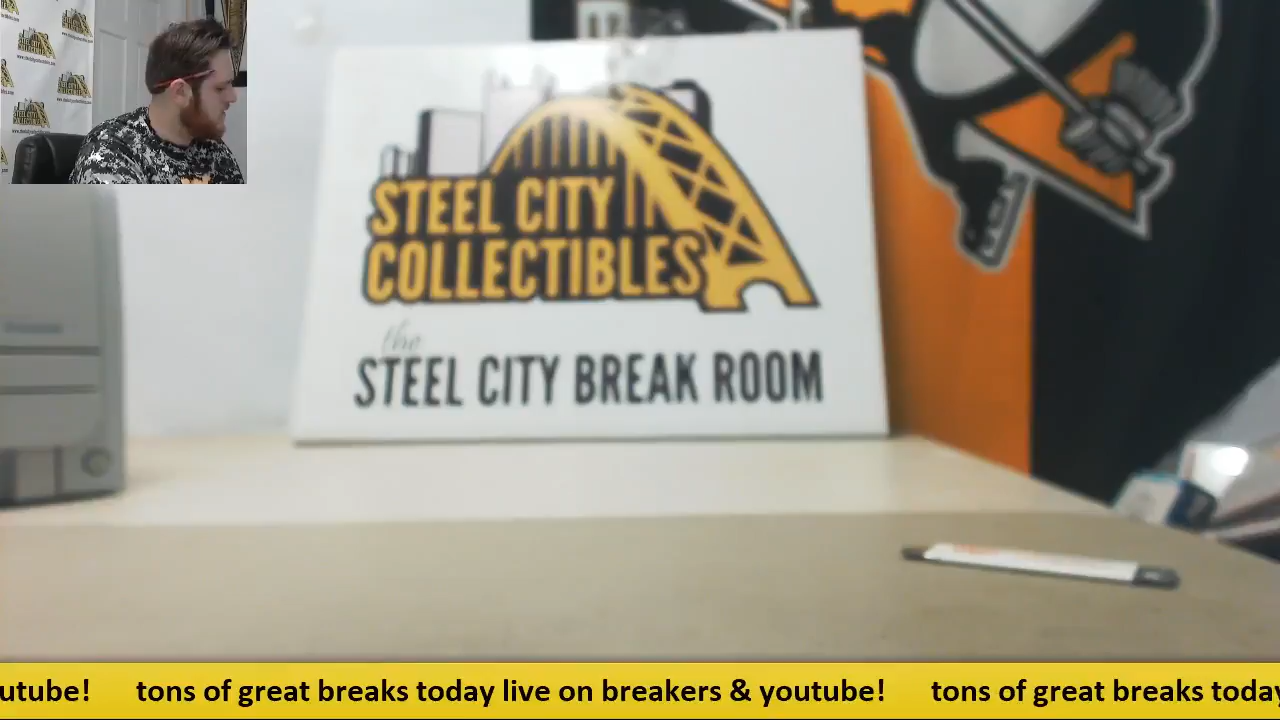 STEEL CITY
COLLECTIBLES
the
STEEL CITY BREAK ROOM
utube! tons of great breaks today live on breakers & youtube! tons of great breaks today